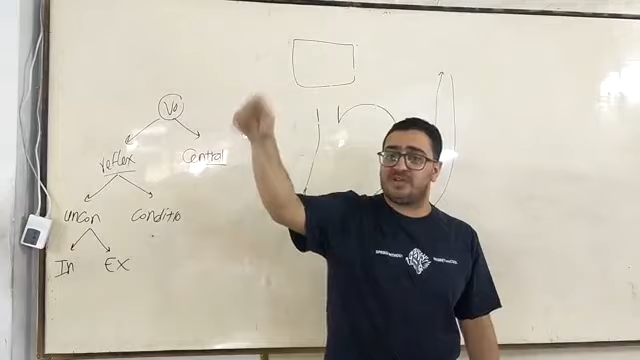 Vo
reflex Central
uncon Conditio
In EX